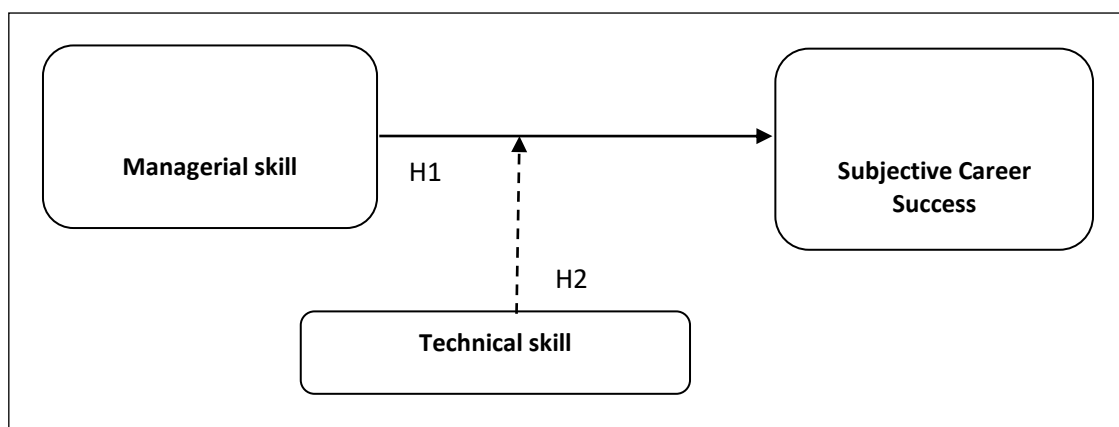 Managerial skill
H1
Subjective Career
Success
H2
Technical skill